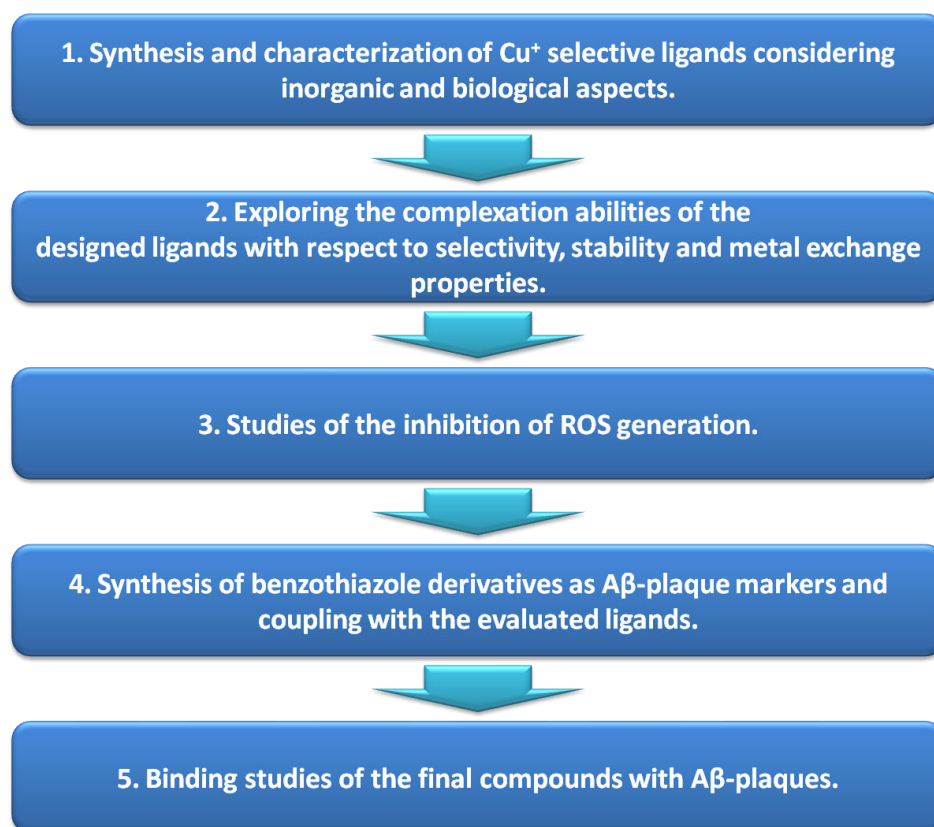 1. Synthesis and characterization of Cu⁺ selective ligands considering
inorganic and biological aspects.
2. Exploring the complexation abilities of the
designed ligands with respect to selectivity, stability and metal exchange
properties.
3. Studies of the inhibition of ROS generation.
4. Synthesis of benzothiazole derivatives as Aβ-plaque markers and
coupling with the evaluated ligands.
5. Binding studies of the final compounds with Aβ-plaques.